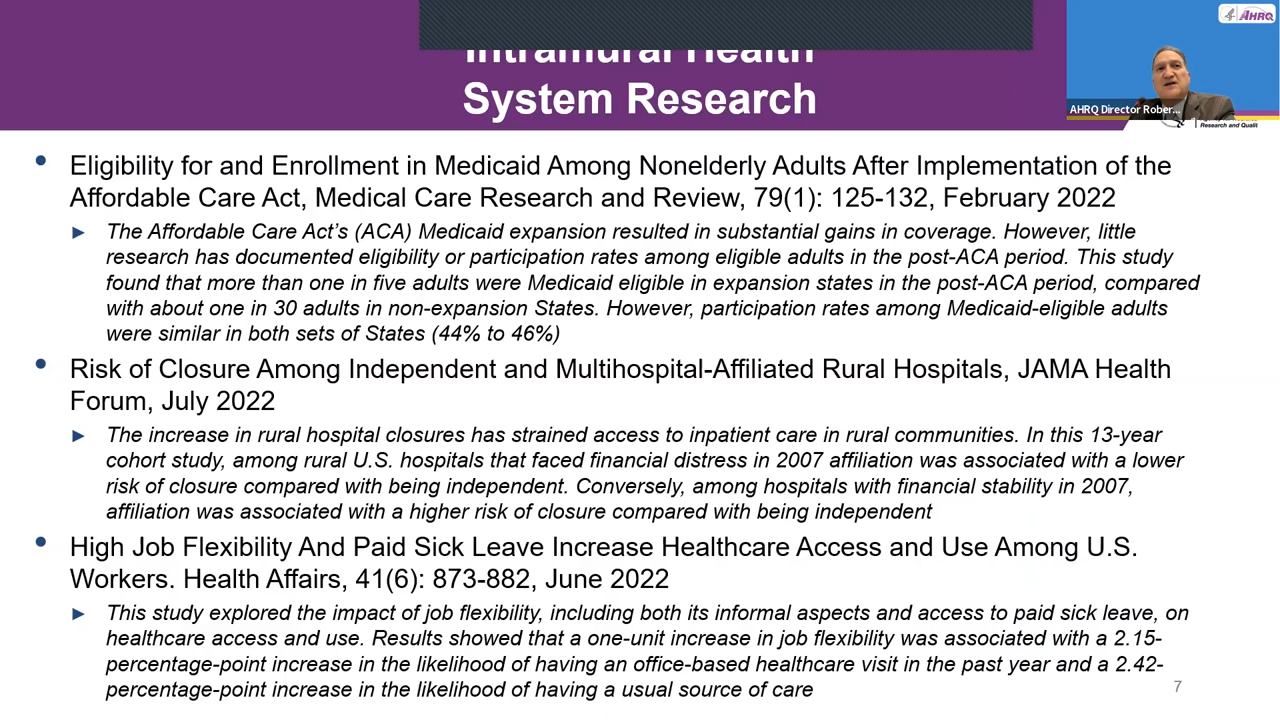 Intramural Health
System Research
AHRQ
AHRQ Director Rober...
Research and Qualit
• Eligibility for and Enrollment in Medicaid Among Nonelderly Adults After Implementation of the
Affordable Care Act, Medical Care Research and Review, 79(1): 125-132, February 2022
► The Affordable Care Act’s (ACA) Medicaid expansion resulted in substantial gains in coverage. However, little
research has documented eligibility or participation rates among eligible adults in the post-ACA period. This study
found that more than one in five adults were Medicaid eligible in expansion states in the post-ACA period, compared
with about one in 30 adults in non-expansion States. However, participation rates among Medicaid-eligible adults
were similar in both sets of States (44% to 46%)
• Risk of Closure Among Independent and Multihospital-Affiliated Rural Hospitals, JAMA Health
Forum, July 2022
► The increase in rural hospital closures has strained access to inpatient care in rural communities. In this 13-year
cohort study, among rural U.S. hospitals that faced financial distress in 2007 affiliation was associated with a lower
risk of closure compared with being independent. Conversely, among hospitals with financial stability in 2007,
affiliation was associated with a higher risk of closure compared with being independent
• High Job Flexibility And Paid Sick Leave Increase Healthcare Access and Use Among U.S.
Workers. Health Affairs, 41(6): 873-882, June 2022
► This study explored the impact of job flexibility, including both its informal aspects and access to paid sick leave, on
healthcare access and use. Results showed that a one-unit increase in job flexibility was associated with a 2.15-
percentage-point increase in the likelihood of having an office-based healthcare visit in the past year and a 2.42-
percentage-point increase in the likelihood of having a usual source of care
7